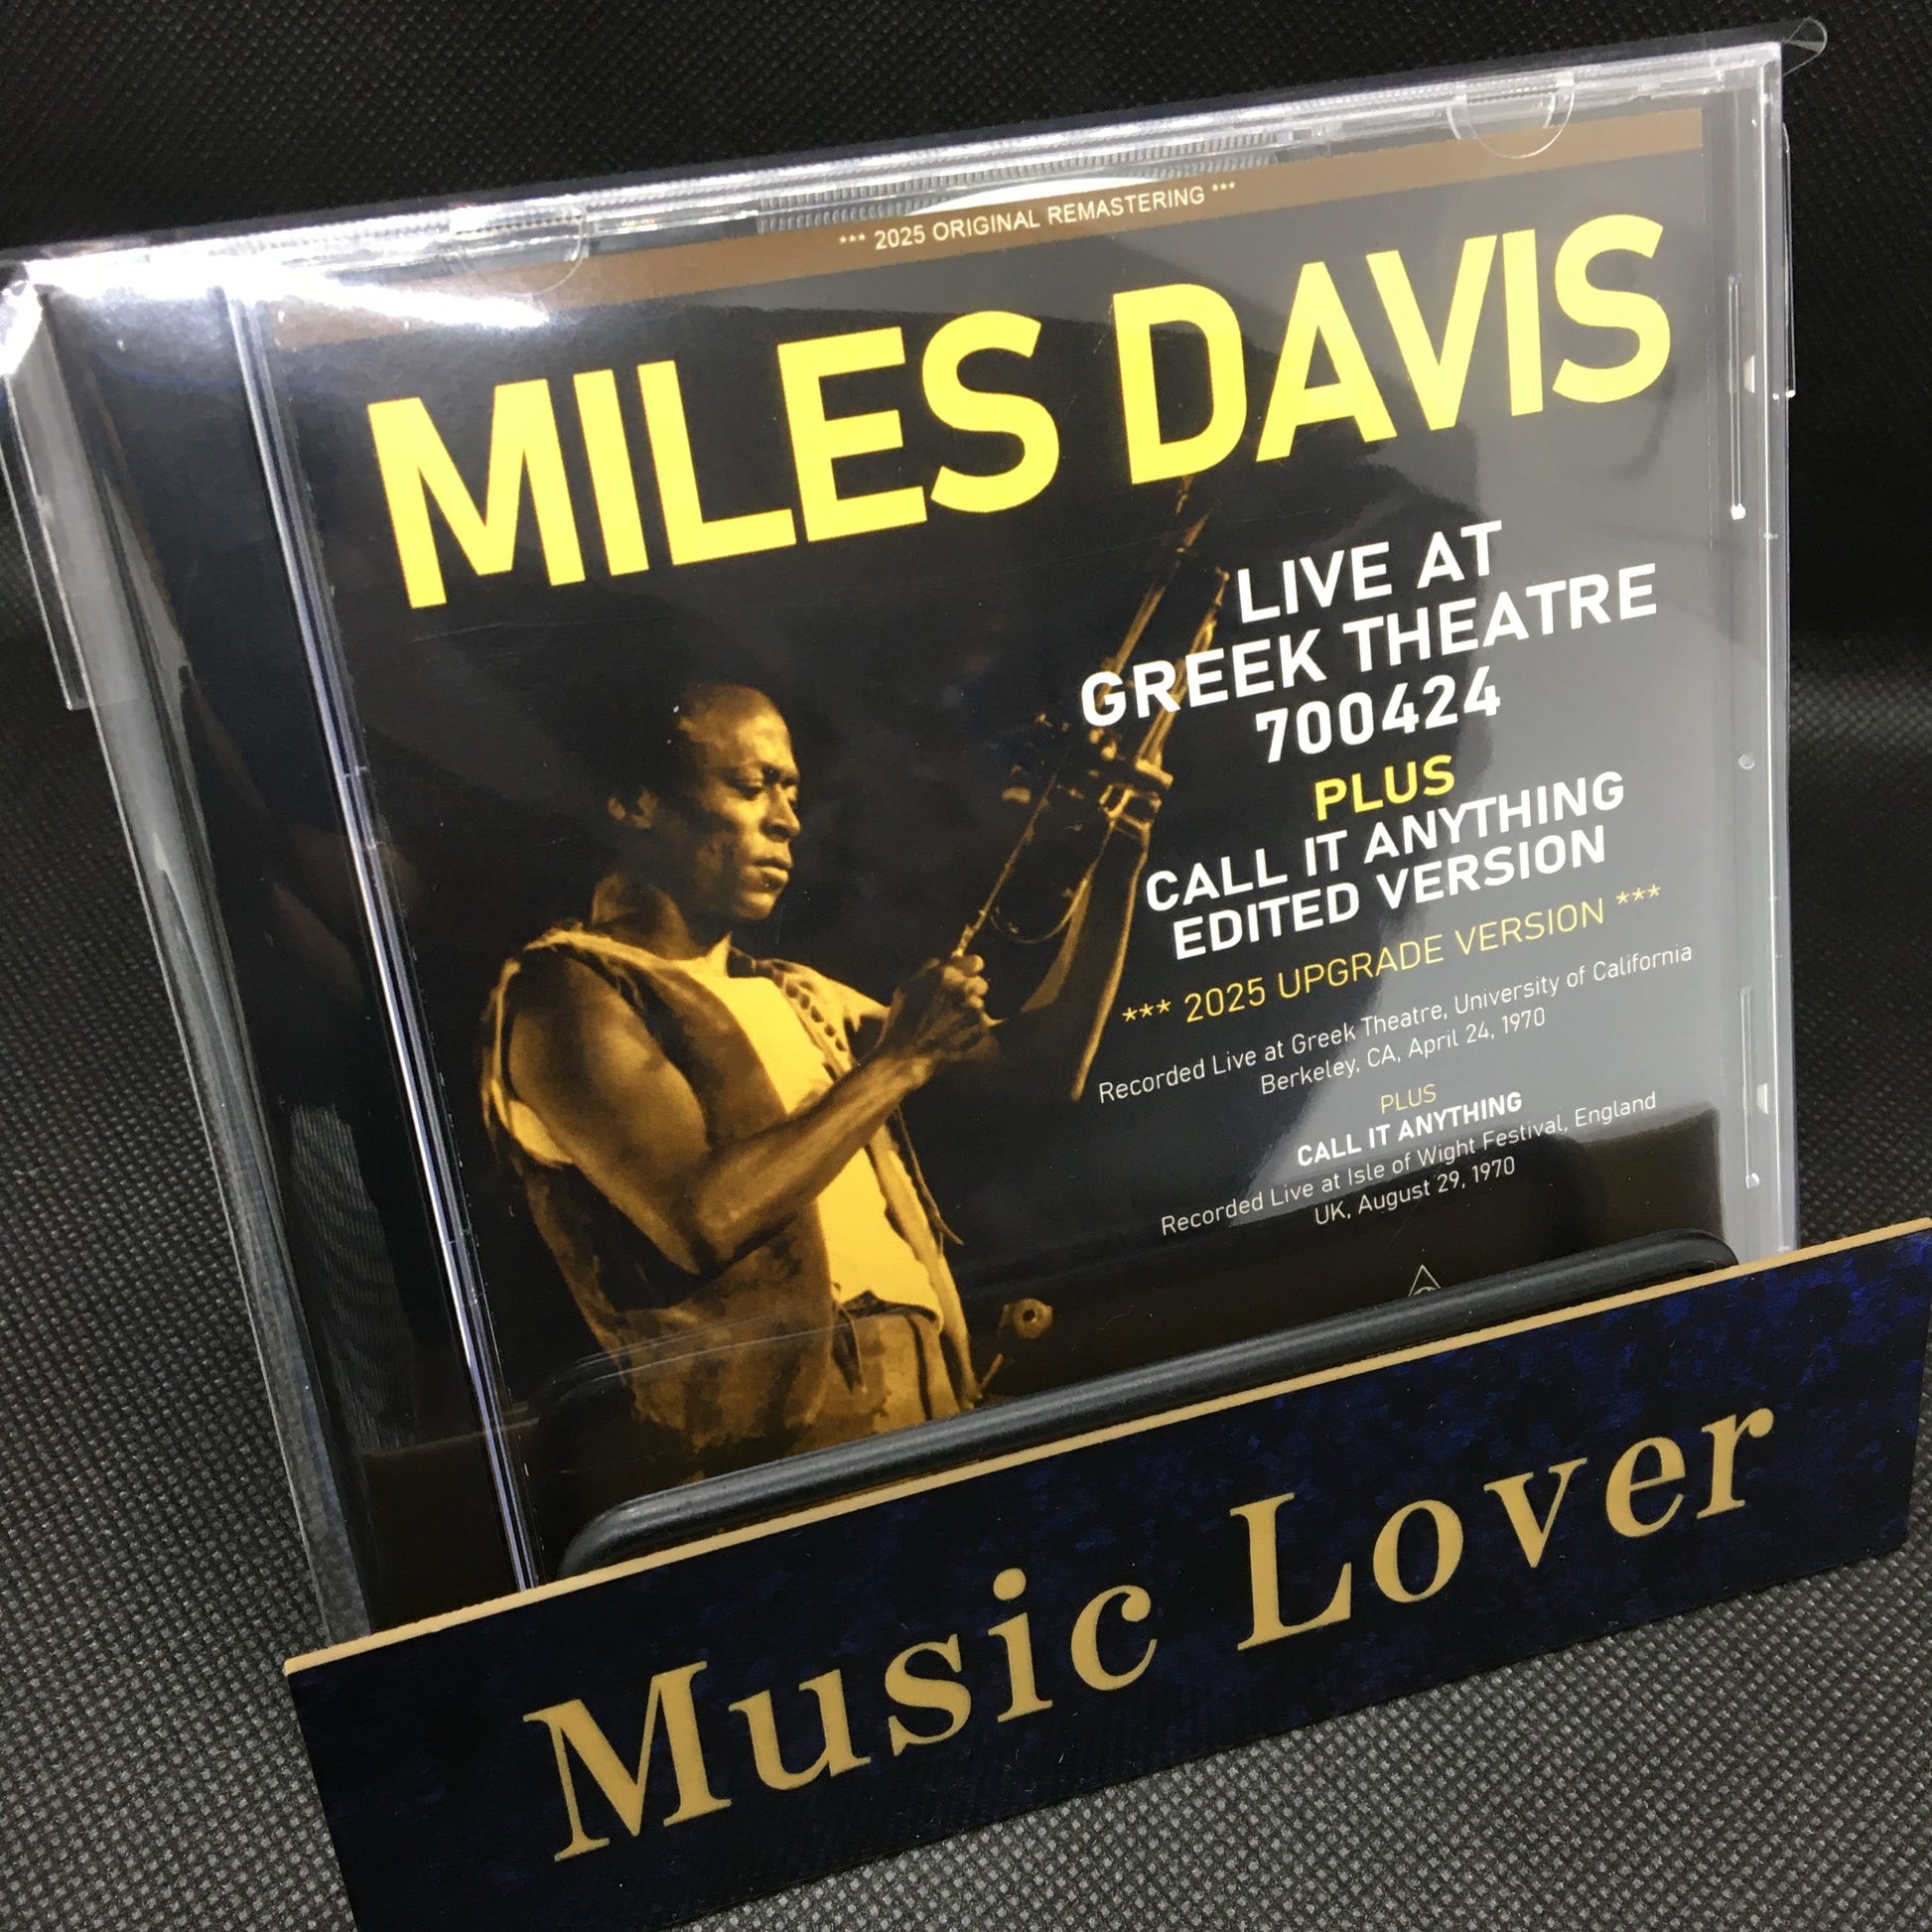 *** 2025 ORIGINAL REMASTERING ***
MILES DAVIS
LIVE AT
GREEK THEATRE
700424
PLUS
CALL IT ANYTHING
EDITED VERSION
*** 2025 UPGRADE VERSION ***
Recorded Live at Greek Theatre, University of California
Berkeley, CA, April 24, 1970
PLUS
CALL IT ANYTHING
Recorded Live at Isle of Wight Festival, England
UK, August 29, 1970
Music Lover